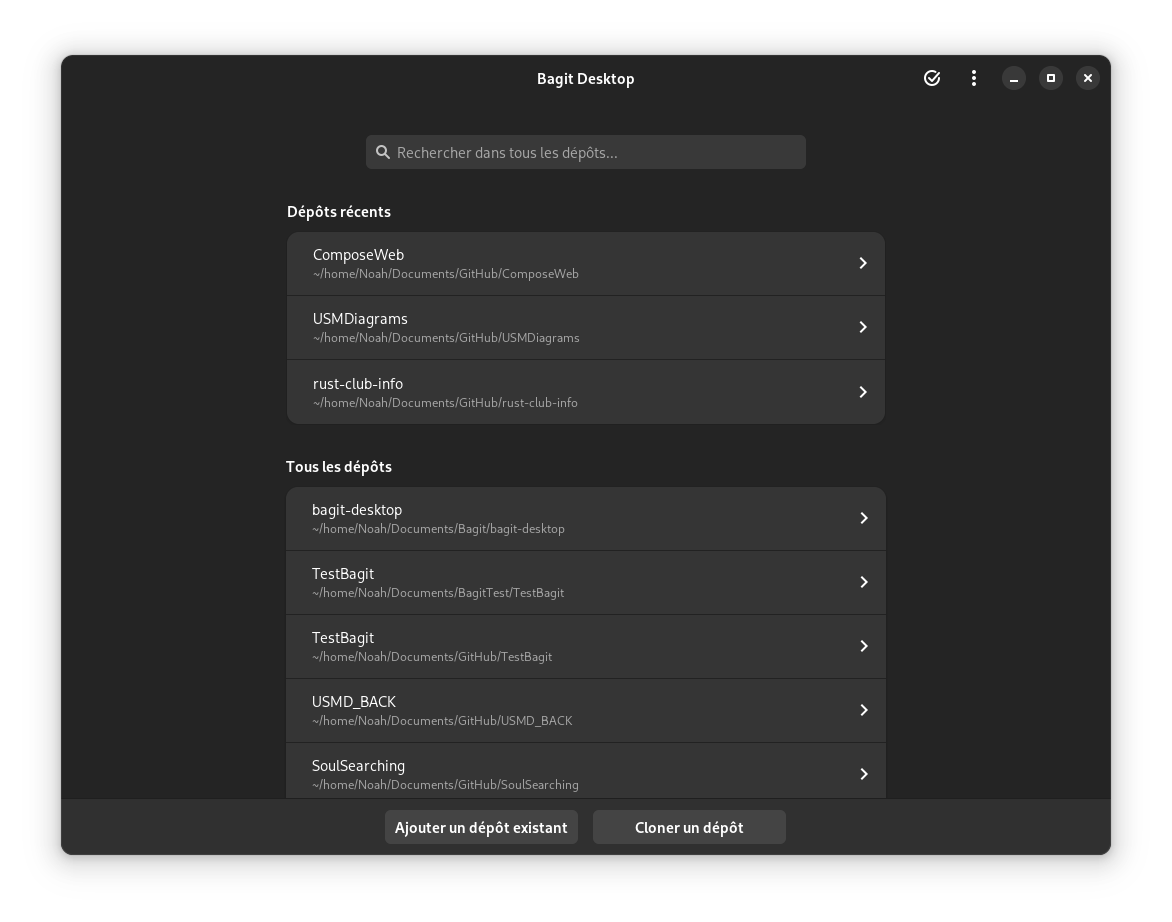 Bagit Desktop
Rechercher dans tous les dépôts...
Dépôts récents
ComposeWeb
~/home/Noah/Documents/GitHub/ComposeWeb
USMDiagrams
~/home/Noah/Documents/GitHub/USMDiagrams
rust-club-info
~/home/Noah/Documents/GitHub/rust-club-info
Tous les dépôts
bagit-desktop
~/home/Noah/Documents/Bagit/bagit-desktop
TestBagit
~/home/Noah/Documents/BagitTest/TestBagit
TestBagit
~/home/Noah/Documents/GitHub/TestBagit
USMD_BACK
~/home/Noah/Documents/GitHub/USMD_BACK
SoulSearching
~/home/Noah/Documents/GitHub/SoulSearching
Ajouter un dépôt existant
Cloner un dépôt